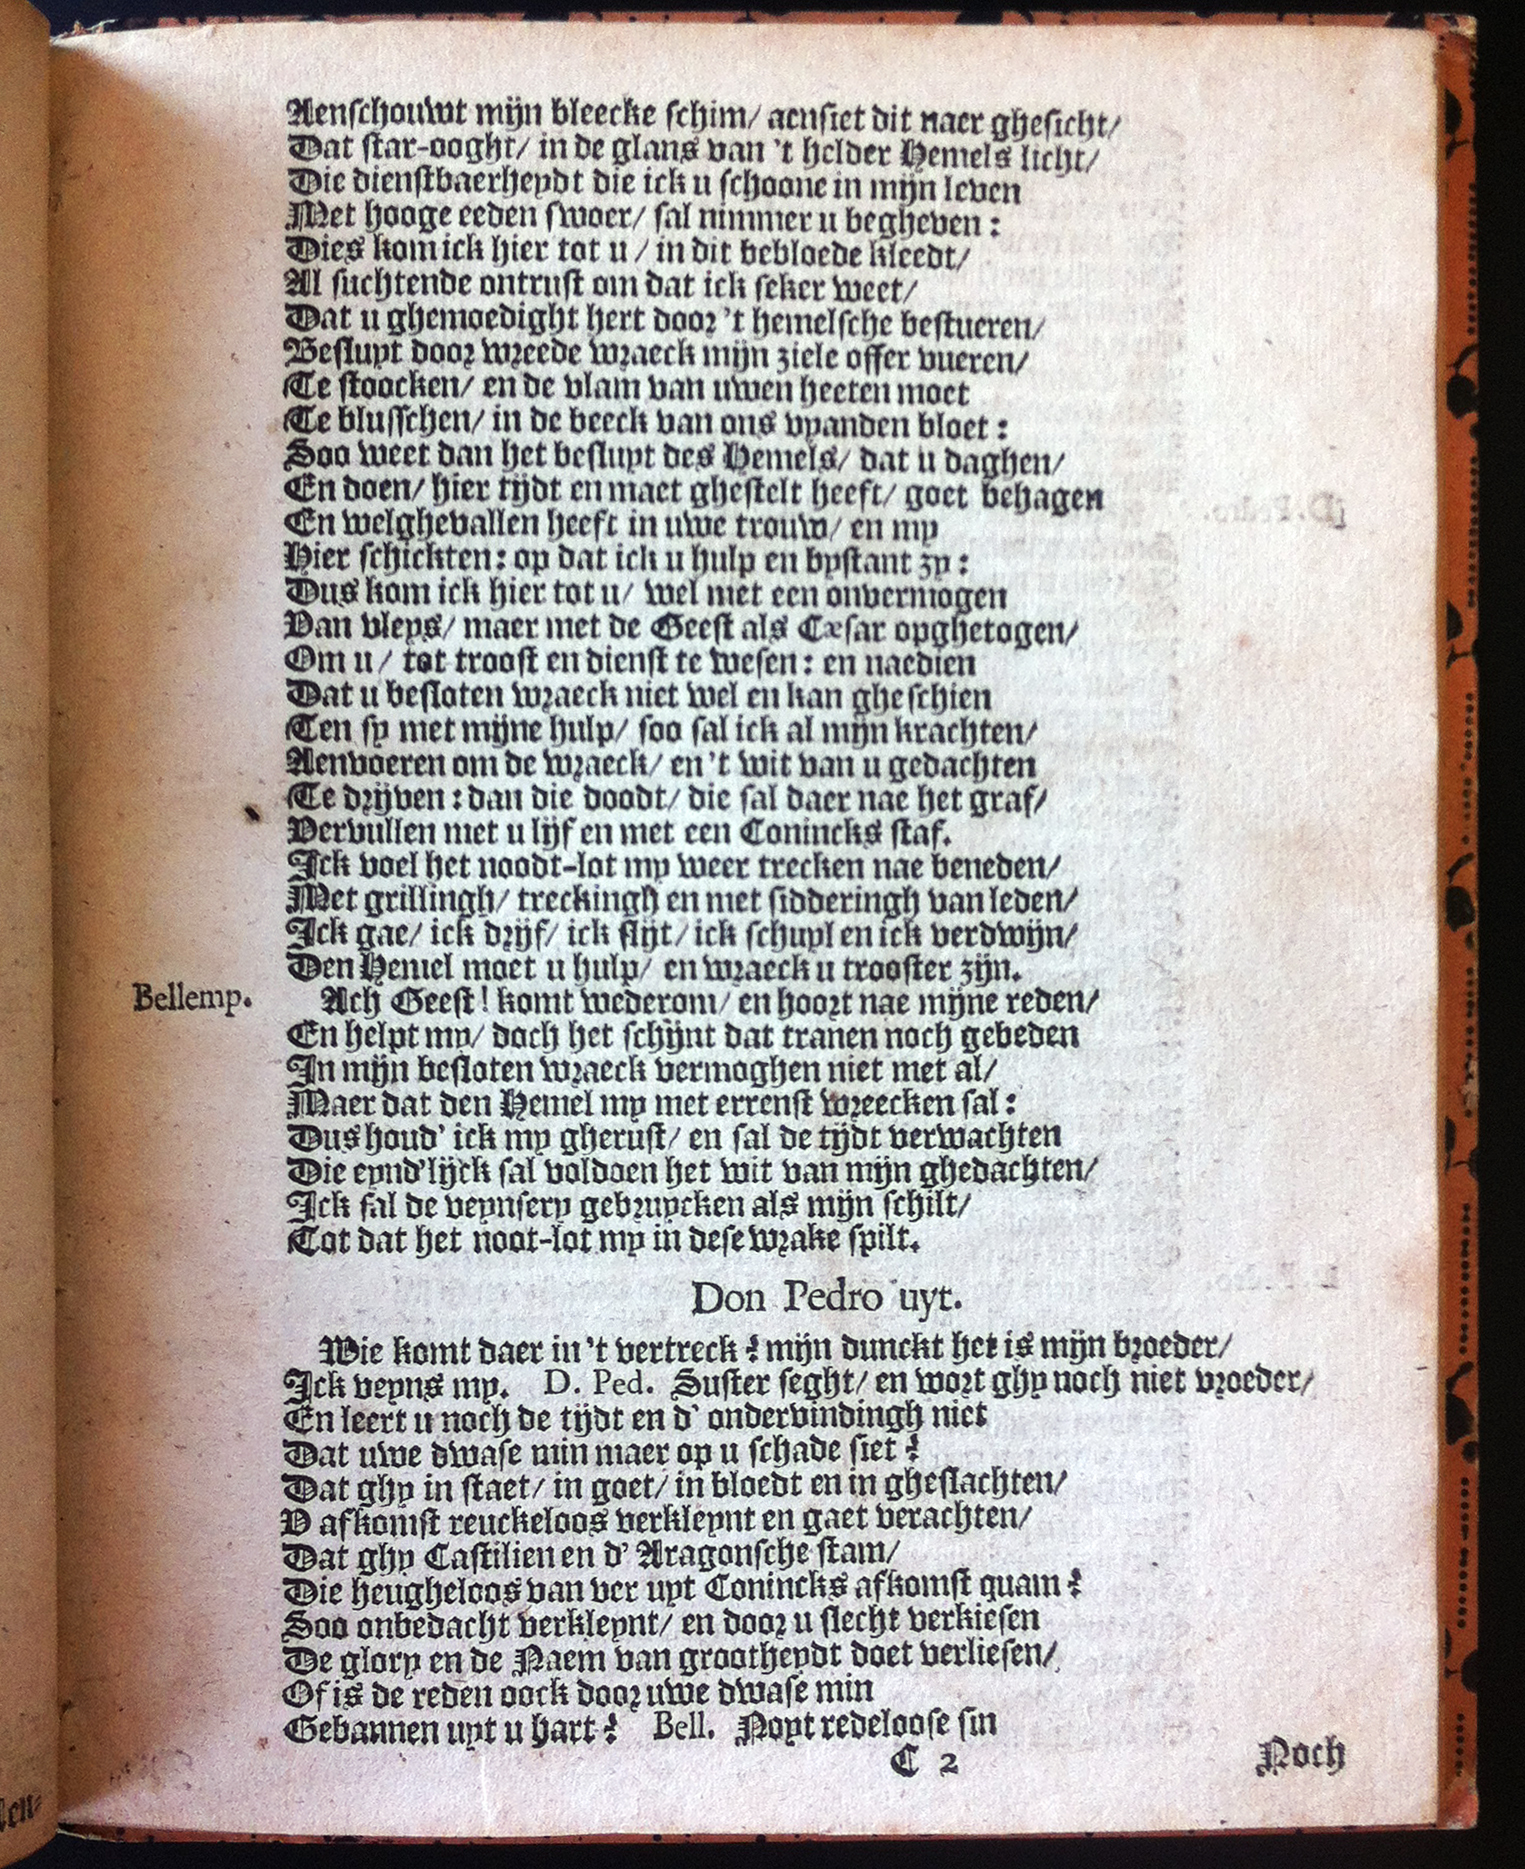 Aenschouwt mijn bleecke schim/ aensiet dit naer ghesicht/
Dat star-ooght/ in de glans van 't helder Hemels licht/
Die dienstbaerheydt die ick u schoone in mijn leven
Met hooge eeden swoer/ sal nimmer u begheven:
Dies kom ick hier tot u/ in dit bebloede kleedt/
Al suchtende ontrust om dat ick seker weet/
Dat u ghemoedight hert door 't hemelsche bestueren/
Besluyt door wreede wraeck mijn ziele offer vueren/
Te stoocken/ en de vlam van uwen heeten moet
Te blusschen/ in de beeck van ons vyanden bloet:
Soo weet dan het besluyt des Hemels/ dat u daghen/
En doen/ hier tijdt en maet ghestelt heeft/ goet behagen
En welghevallen heeft in uwe trouw/ en my
Hier schickten: op dat ick u hulp en bystant zy:
Dus kom ick hier tot u/ wel met een onvermogen
Van vleys/ maer met de Geest als Cæsar opghetogen/
Om u/ tot troost en dienst te wesen: en naedien
Dat u besloten wraeck niet wel en kan gheschien
Ten sy met mijne hulp/ soo sal ick al mijn krachten/
Aenvoeren om de wraeck/ en 't wit van u gedachten
Te drijven: dan die doodt/ die sal daer nae het graf/
Vervullen met u lijf en met een Conincks staf.
Ick voel het noodt-lot my weer trecken nae beneden/
Met grillingh/ treckingh en met sidderingh van leden/
Ick gae/ ick drijf/ ick slijt/ ick schuyl en ick verdwijn/
Den Hemel moet u hulp/ en wraeck u trooster zijn.
Bellemp. Ach Geest! komt wederom/ en hoort nae mijne reden/
En helpt my/ doch het schijnt dat tranen noch gebeden
In mijn besloten wraeck vermoghen niet met al/
Maer dat den Hemel my met errenst wreecken sal:
Dus houd' ick my gherust/ en sal de tijdt verwachten
Die eynd'lijck sal voldoen het wit van mijn ghedachten/
Ick sal de veynsery gebruycken als mijn schilt/
Tot dat het noot-lot my in dese wrake spilt.
Don Pedro uyt.
Wie komt daer in 't vertreck? mijn dunckt het is mijn broeder/
Ick veyns my. D. Ped. Suster seght/ en wort ghy noch niet vroeder/
En leert u noch de tijdt en d' ondervindingh niet
Dat uwe dwase min maer op u schade siet?
Dat ghy in staet/ in goet/ in bloedt en in gheslachten/
V afkomst reuckeloos verkleynt en gaet verachten/
Dat ghy Castilien en d' Aragonsche stam/
Die heugheloos van ver uyt Conincks afkomst quam?
Soo onbedacht verkleynt/ en door u slecht verkiesen
De glory en de Naem van grootheydt doet verliesen/
Of is de reden oock door uwe dwase min
Gebannen uyt u hart? Bell. Noyt redeloose sin
C 2
Noch